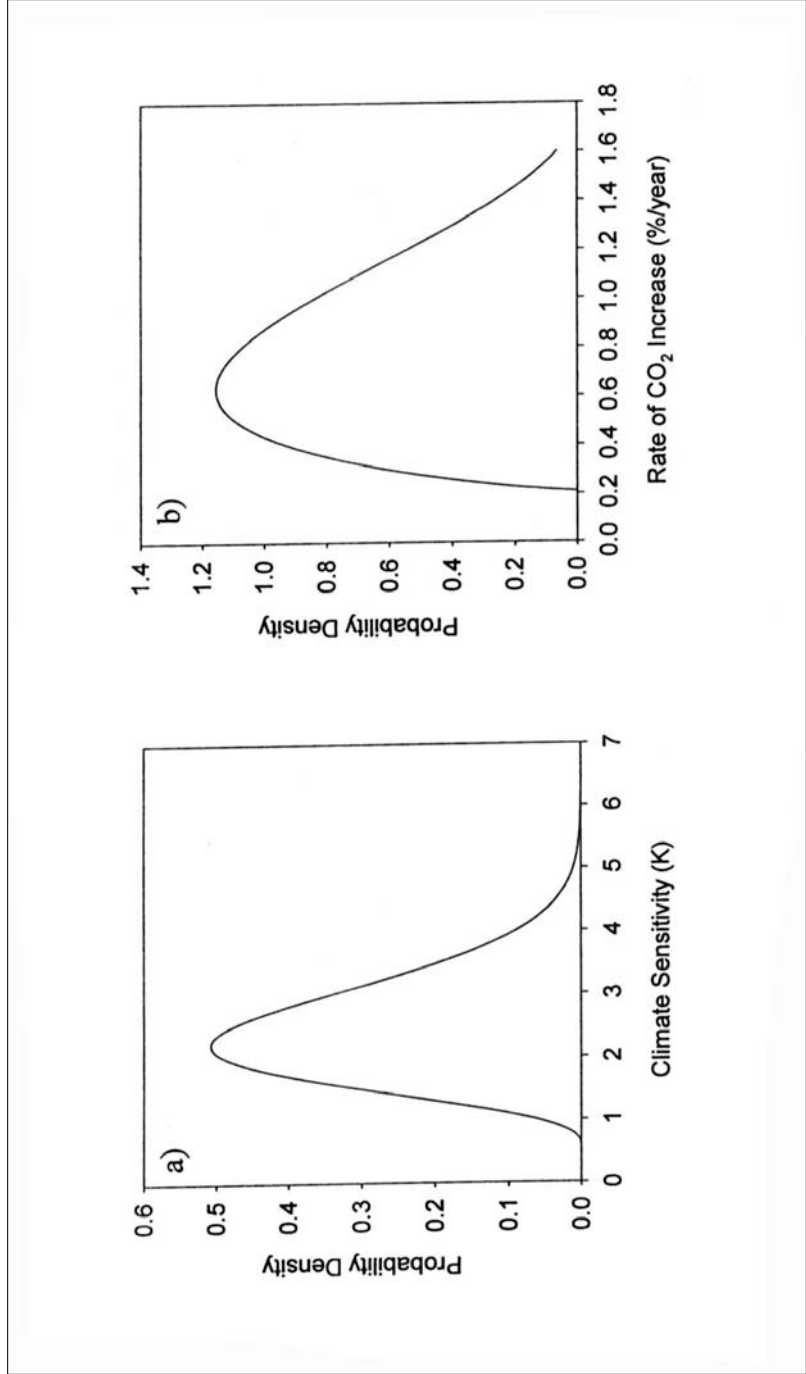 a)
Probability Density
0.6
0.5
0.4
0.3
0.2
0.1
0.0
0 1 2 3 4 5 6 7
Climate Sensitivity (K)
b)
Probability Density
1.4
1.2
1.0
0.8
0.6
0.4
0.2
0.0
0.0 0.2 0.4 0.6 0.8 1.0 1.2 1.4 1.6 1.8
Rate of CO₂ Increase (%/year)